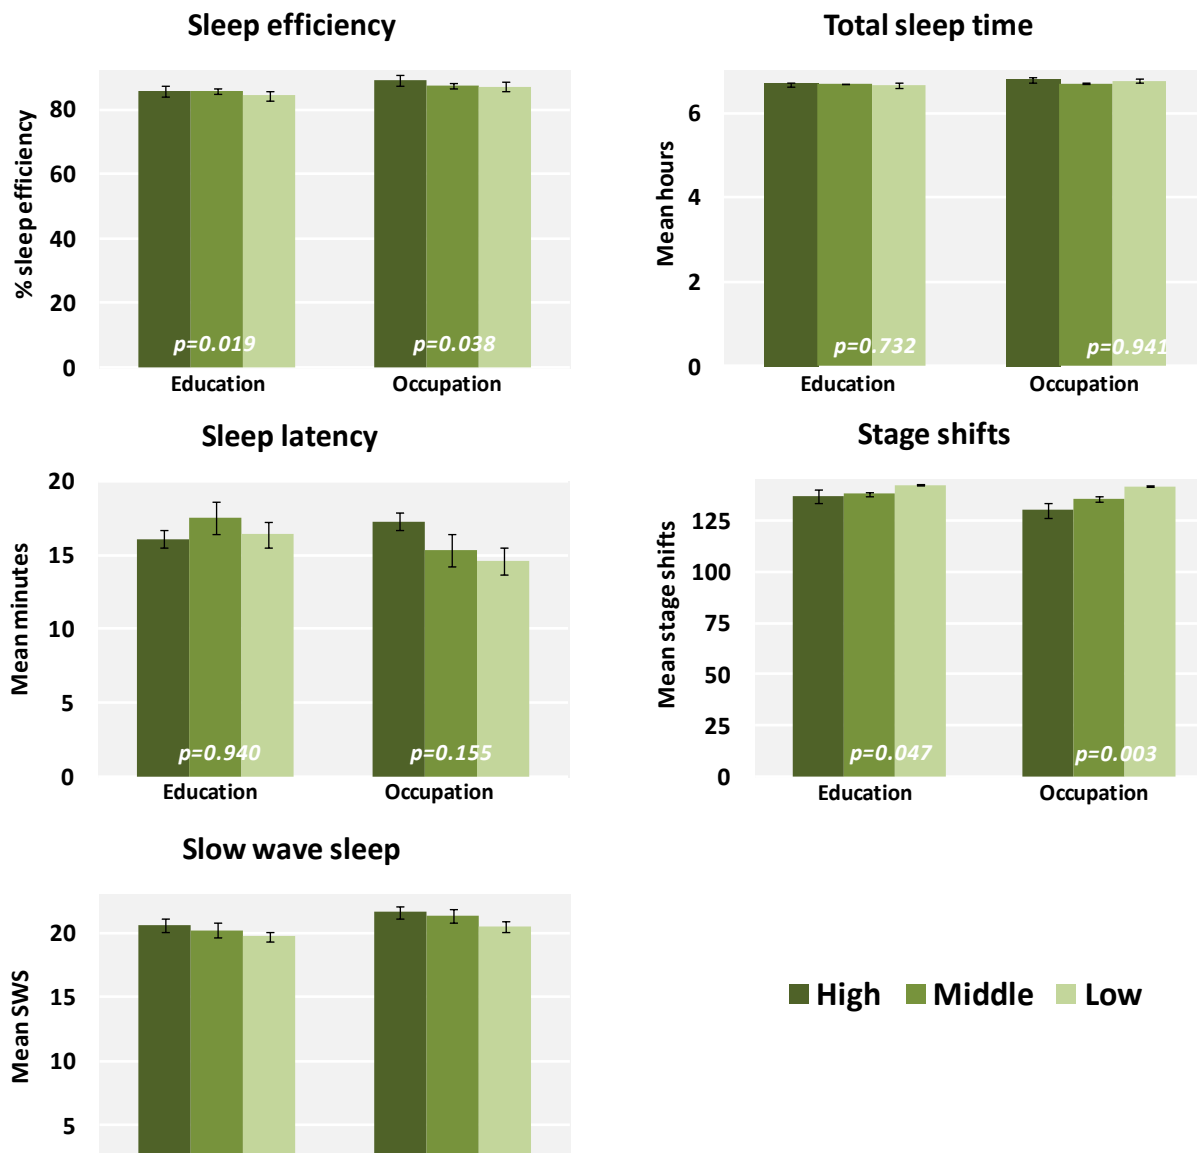 Sleep efficiency
% sleep efficiency
80
60
40
20
0
p=0.019
p=0.038
Education
Occupation
Total sleep time
Mean hours
6
4
2
0
p=0.732
p=0.941
Education
Occupation
Sleep latency
Mean minutes
20
15
10
5
0
p=0.940
p=0.155
Education
Occupation
Stage shifts
Mean stage shifts
125
100
75
50
25
0
p=0.047
p=0.003
Education
Occupation
Slow wave sleep
Mean SWS
20
15
10
5
High Middle Low